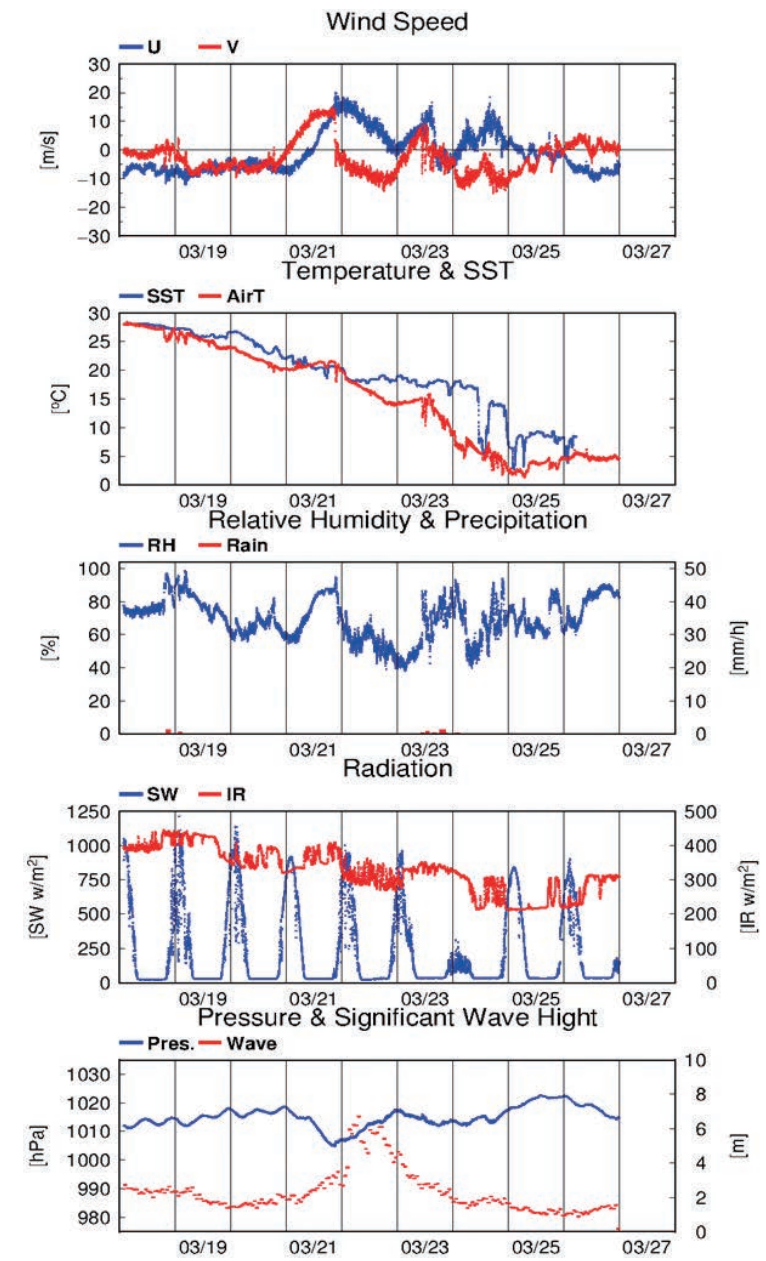 Wind Speed
U V
30
20
10
0
−10
−20
−30
[m/s]
03/19 03/21 03/23 03/25 03/27
Temperature & SST
SST AirT
30
25
20
15
10
5
0
[ºC]
03/19 03/21 03/23 03/25 03/27
Relative Humidity & Precipitation
RH Rain
100 50
80 40
60 30
40 20
20 10
0 0
[%] [mm/h]
03/19 03/21 03/23 03/25 03/27
Radiation
SW IR
1250 500
1000 400
750 300
500 200
250 100
0 0
[SW w/m²] [IR w/m²]
03/19 03/21 03/23 03/25 03/27
Pressure & Significant Wave Hight
Pres. Wave
10
1030
8
1020
1010 6
1000 4
990
2
980
0
[hPa] [m]
03/19 03/21 03/23 03/25 03/27